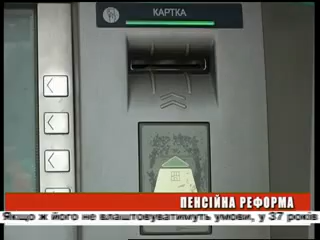 КАРТКА
ПЕНСІЙНА РЕФОРМА
Якщо ж його не влаштовуватимуть умови, у 37 років